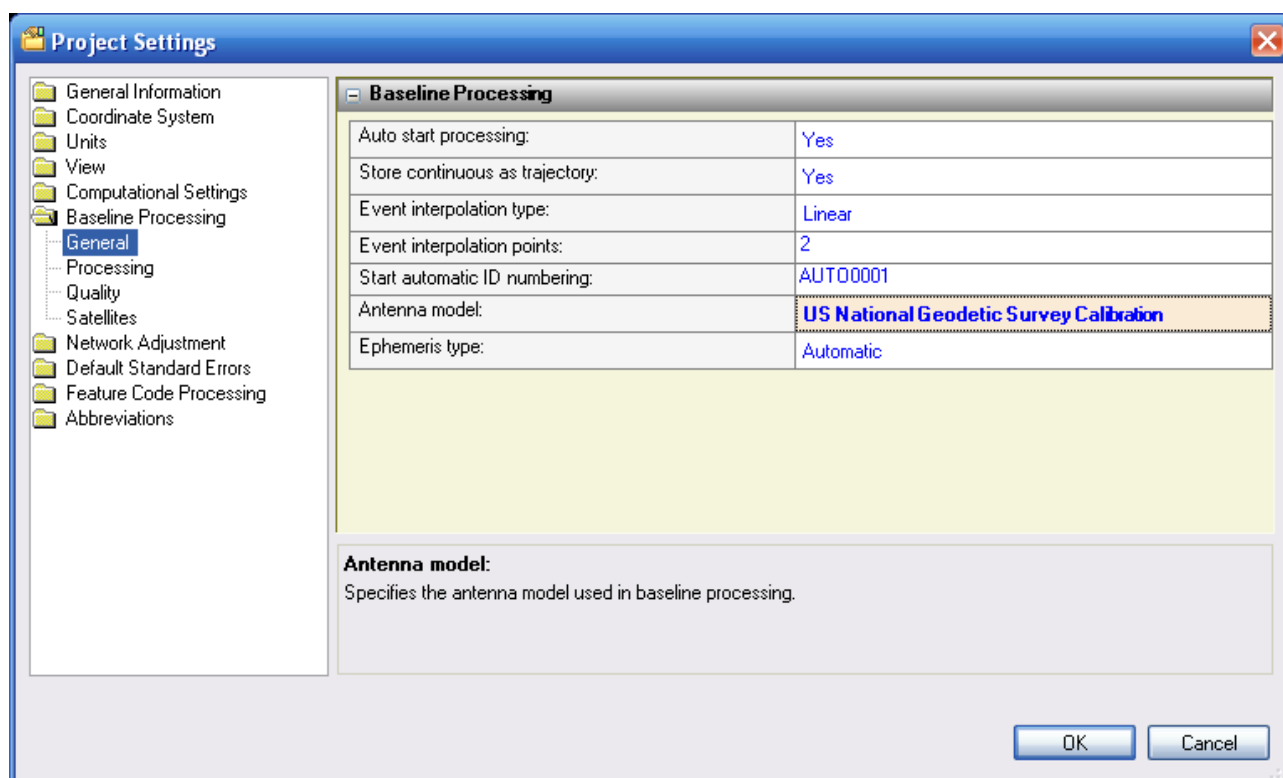 Project Settings
General Information
Coordinate System
Units
View
Computational Settings
Baseline Processing
General
Processing
Quality
Satellites
Network Adjustment
Default Standard Errors
Feature Code Processing
Abbreviations
Baseline Processing
Auto start processing: Yes
Store continuous as trajectory: Yes
Event interpolation type: Linear
Event interpolation points: 2
Start automatic ID numbering: AUTO0001
Antenna model: US National Geodetic Survey Calibration
Ephemeris type: Automatic
Antenna model:
Specifies the antenna model used in baseline processing.
OK Cancel